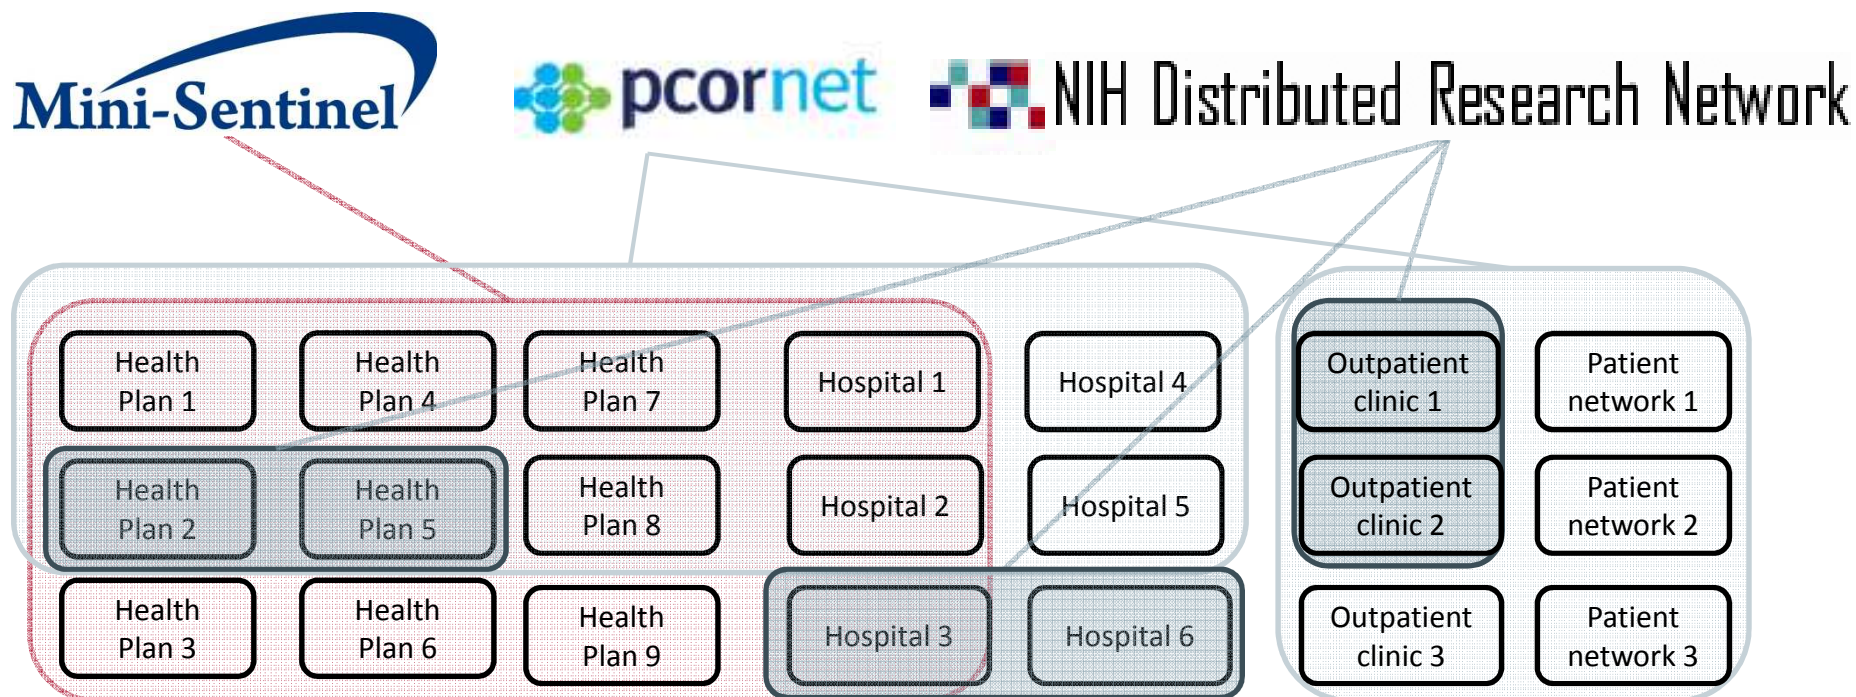 Mini-Sentinel
pcornet
NIH Distributed Research Network
Health
Plan 1
Health
Plan 4
Health
Plan 7
Hospital 1
Hospital 4
Outpatient
clinic 1
Patient
network 1
Health
Plan 2
Health
Plan 5
Health
Plan 8
Hospital 2
Hospital 5
Outpatient
clinic 2
Patient
network 2
Health
Plan 3
Health
Plan 6
Health
Plan 9
Hospital 3
Hospital 6
Outpatient
clinic 3
Patient
network 3